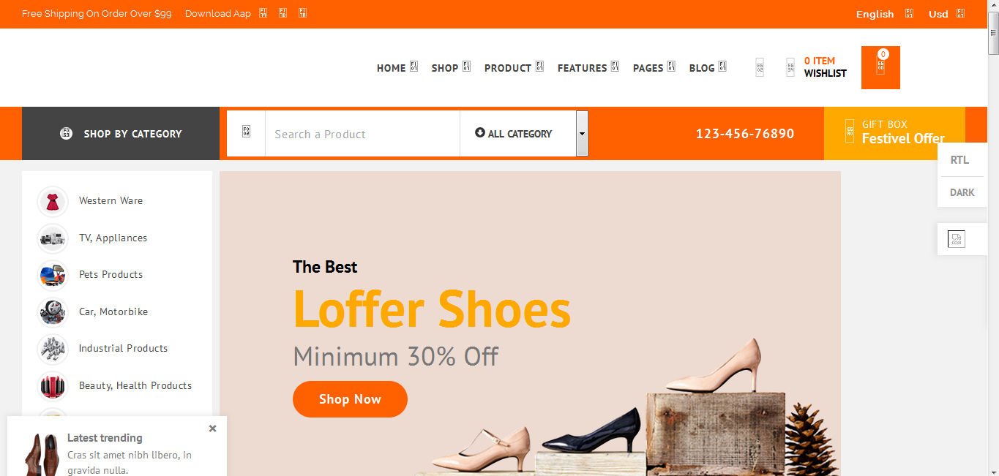 Free Shipping On Order Over $99 Download Aap
English Usd
HOME SHOP PRODUCT FEATURES PAGES BLOG
0 ITEM
WISHLIST
0
SHOP BY CATEGORY
Search a Product
ALL CATEGORY
123-456-76890
GIFT BOX
Festivel Offer
RTL
DARK
Western Ware
TV, Appliances
Pets Products
Car, Motorbike
Industrial Products
Beauty, Health Products
The Best
Loffer Shoes
Minimum 30% Off
Shop Now
Latest trending
Cras sit amet nibh libero, in
gravida nulla.